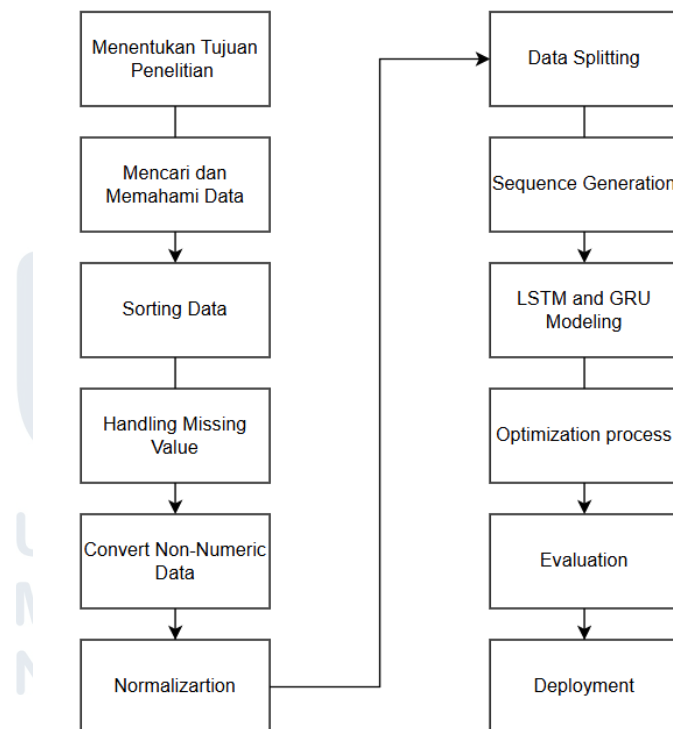 Menentukan Tujuan
Penelitian
Mencari dan
Memahami Data
Sorting Data
Handling Missing
Value
Convert Non-Numeric
Data
Normalizartion
Data Splitting
Sequence Generation
LSTM and GRU
Modeling
Optimization process
Evaluation
Deployment